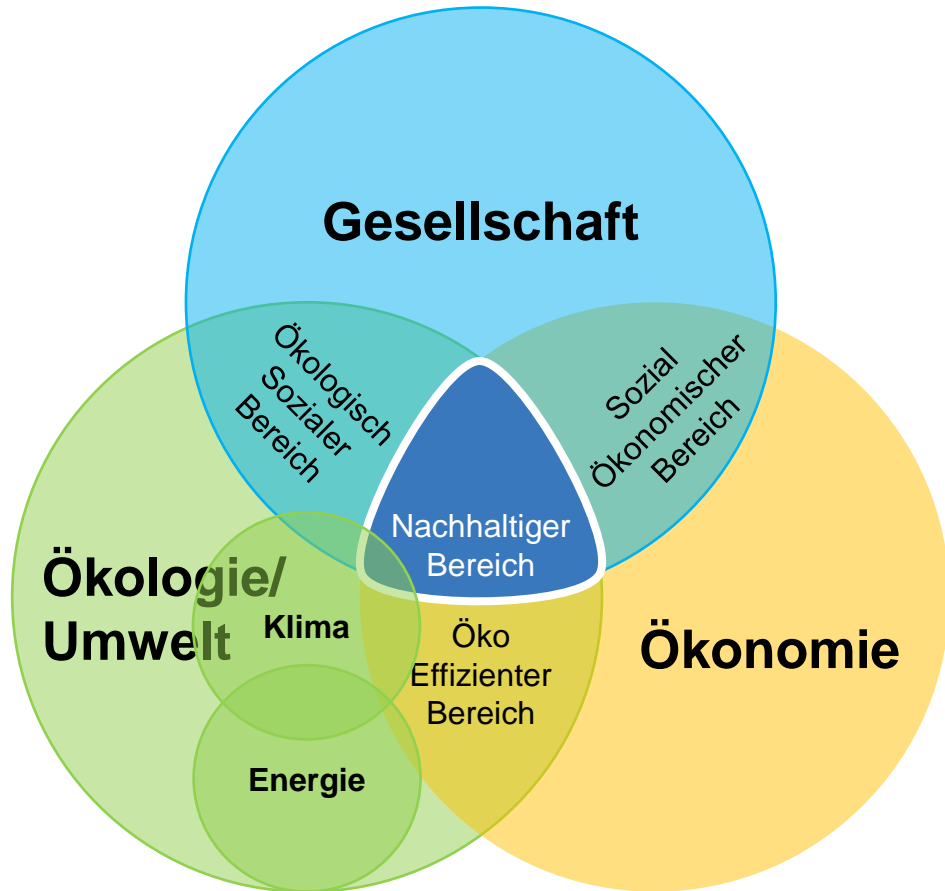 Gesellschaft
Ökologisch
Sozialer
Bereich
Sozial
Ökonomischer
Bereich
Nachhaltiger
Bereich
Ökologie/
Umwelt
Klima
Öko
Effizienter
Bereich
Ökonomie
Energie